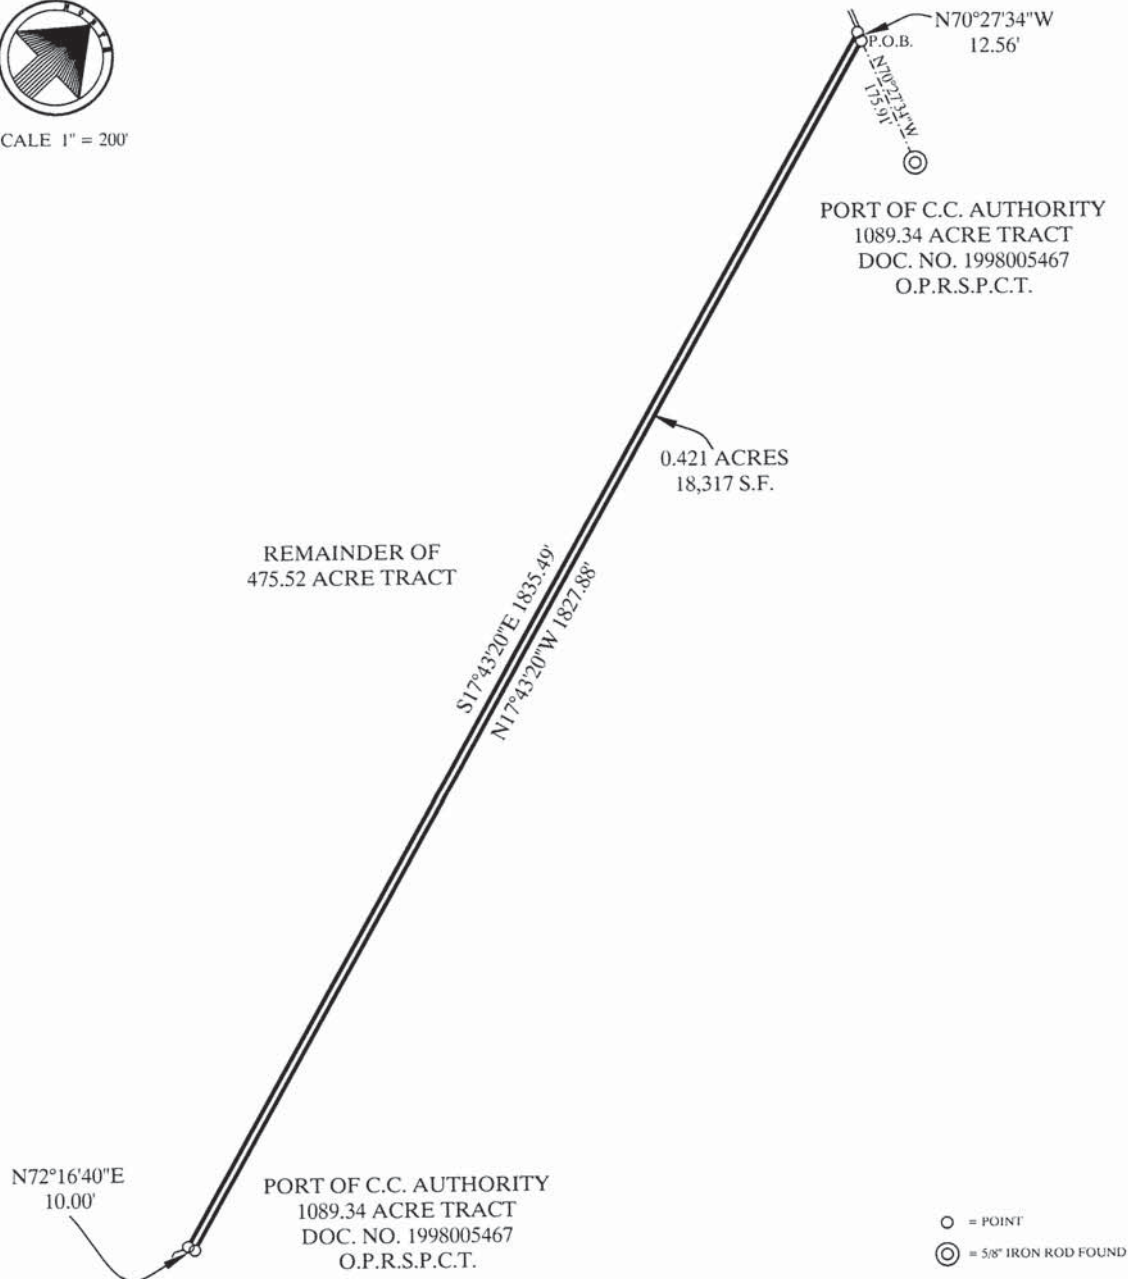 NORTH
CALE 1" = 200'
N70°27'34"W
12.56'
P.O.B.
N70°27'34"W
175.91'
PORT OF C.C. AUTHORITY
1089.34 ACRE TRACT
DOC. NO. 1998005467
O.P.R.S.P.C.T.
0.421 ACRES
18,317 S.F.
REMAINDER OF
475.52 ACRE TRACT
S17°43'20"E 1835.49'
N17°43'20"W 1827.88'
N72°16'40"E
10.00'
PORT OF C.C. AUTHORITY
1089.34 ACRE TRACT
DOC. NO. 1998005467
O.P.R.S.P.C.T.
= POINT
= 5/8" IRON ROD FOUND